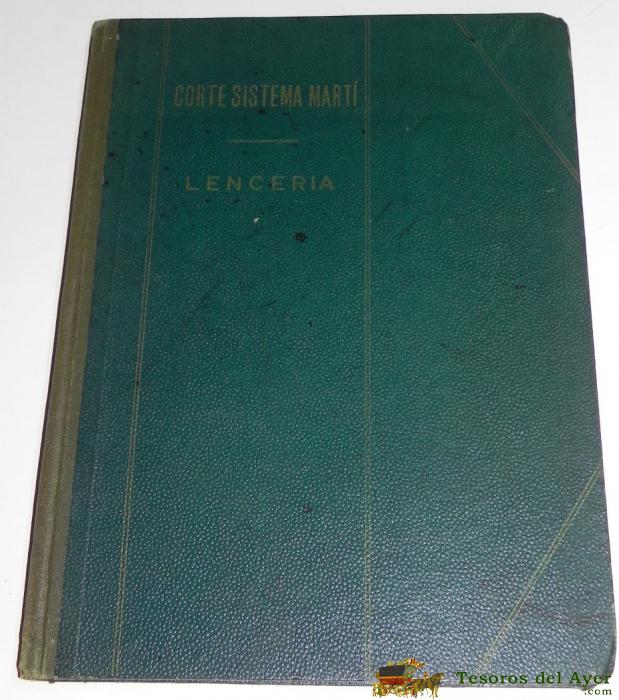 CORTE SISTEMA MARTÍ
LENCERIA
Tesoros del Ayer
.com